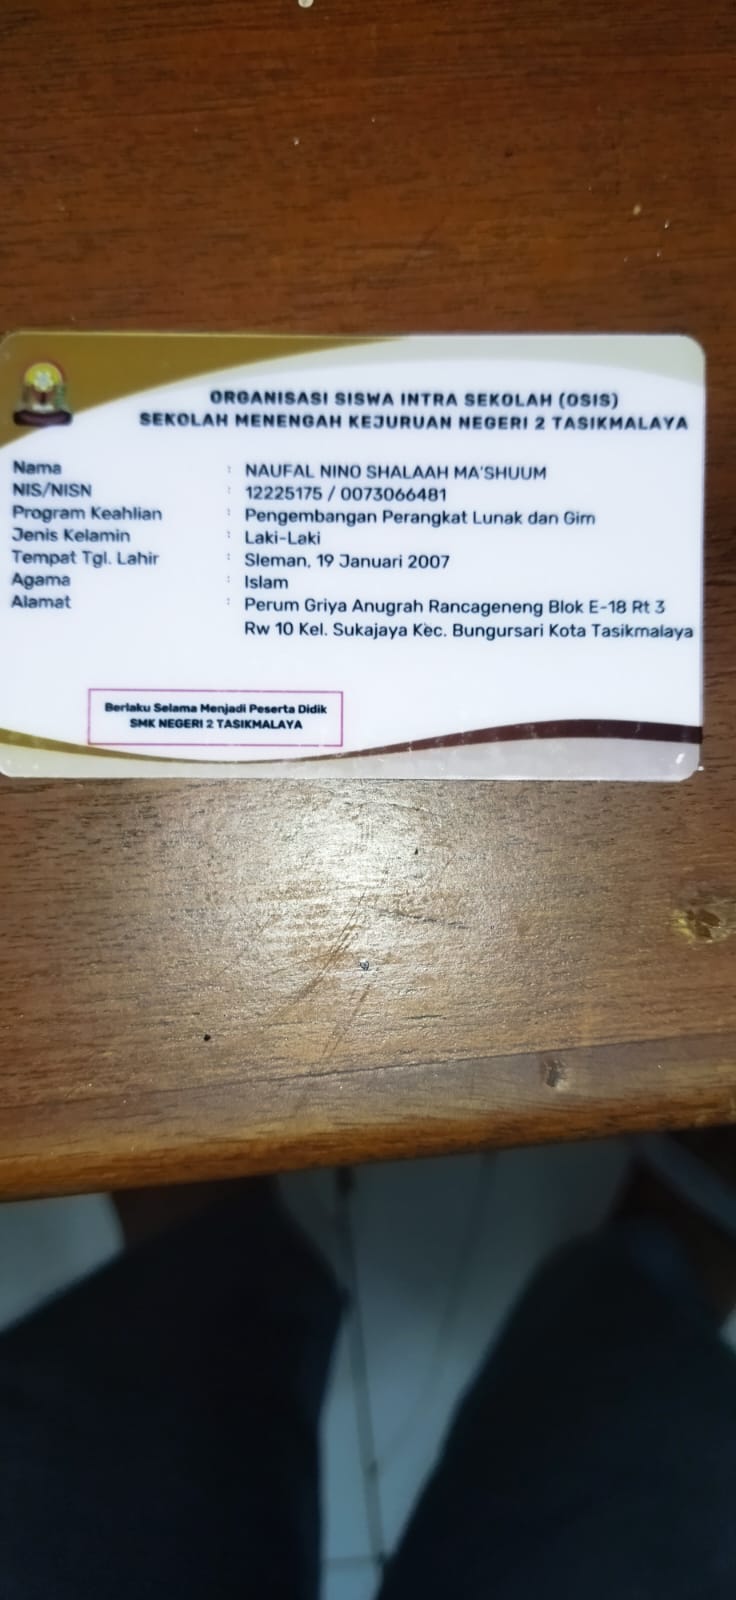 ORGANISASI SISWA INTRA SEKOLAH (OSIS)
SEKOLAH MENENGAH KEJURUAN NEGERI 2 TASIKMALAYA
Nama : NAUFAL NINO SHALAAH MA'SHUUM
NIS/NISN : 12225175 / 0073066481
Program Keahlian : Pengembangan Perangkat Lunak dan Gim
Jenis Kelamin : Laki-Laki
Tempat Tgl. Lahir : Sleman, 19 Januari 2007
Agama : Islam
Alamat : Perum Griya Anugrah Rancageneng Blok E-18 Rt 3
Rw 10 Kel. Sukajaya Kec. Bungursari Kota Tasikmalaya
Berlaku Selama Menjadi Peserta Didik
SMK NEGERI 2 TASIKMALAYA